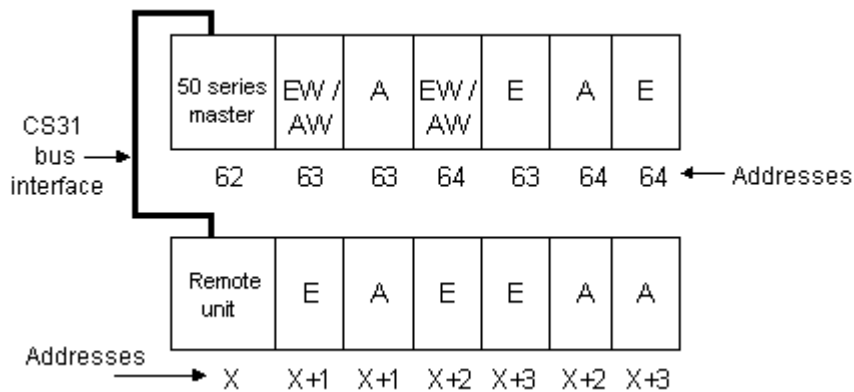 50 series master
EW / AW
A
EW / AW
E
A
E
CS31 bus interface
62 63 63 64 63 64 64
Addresses
Remote unit
E
A
E
E
A
A
Addresses
X X+1 X+1 X+2 X+3 X+2 X+3